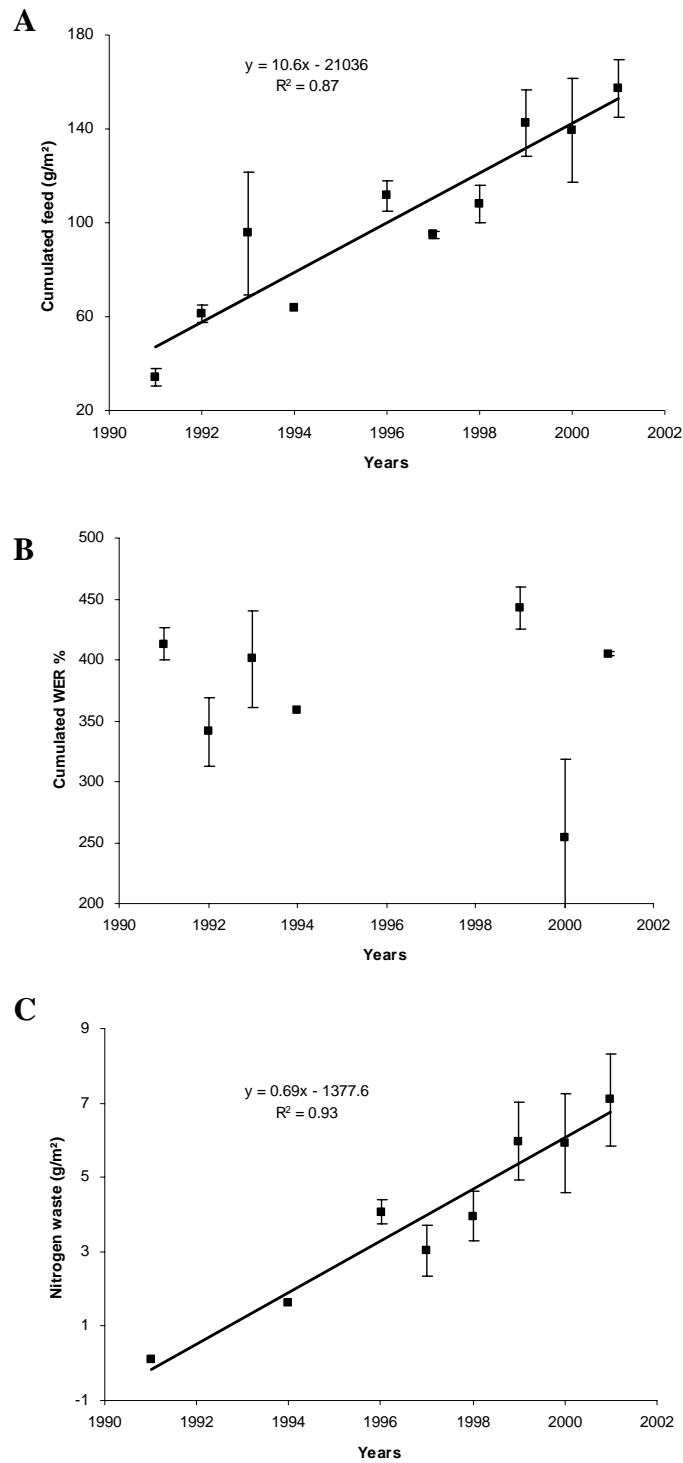 A
y = 10.6x - 21036
R² = 0.87
Cumulated feed (g/m²)
180
140
100
60
20
1990 1992 1994 1996 1998 2000 2002
Years
B
Cumulated WER %
500
450
400
350
300
250
200
1990 1992 1994 1996 1998 2000 2002
Years
C
y = 0.69x - 1377.6
R² = 0.93
Nitrogen waste (g/m²)
9
7
5
3
1
-1
1990 1992 1994 1996 1998 2000 2002
Years